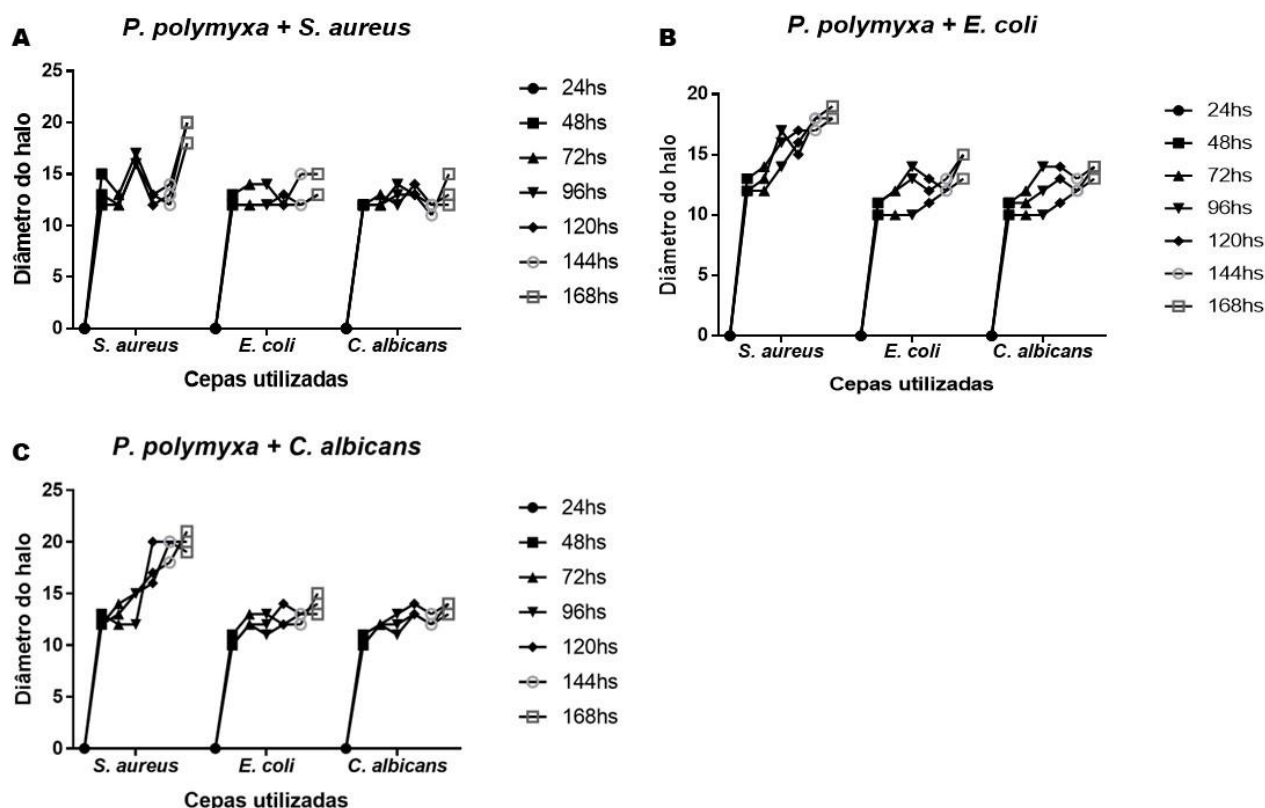 A
P. polymyxa + S. aureus
Diâmetro do halo
25
20
15
10
5
0
S. aureus
E. coli
C. albicans
Cepas utilizadas
24hs
48hs
72hs
96hs
120hs
144hs
168hs
B
P. polymyxa + E. coli
Diâmetro do halo
20
15
10
5
0
S. aureus
E. coli
C. albicans
Cepas utilizadas
24hs
48hs
72hs
96hs
120hs
144hs
168hs
C
P. polymyxa + C. albicans
Diâmetro do halo
25
20
15
10
5
0
S. aureus
E. coli
C. albicans
Cepas utilizadas
24hs
48hs
72hs
96hs
120hs
144hs
168hs